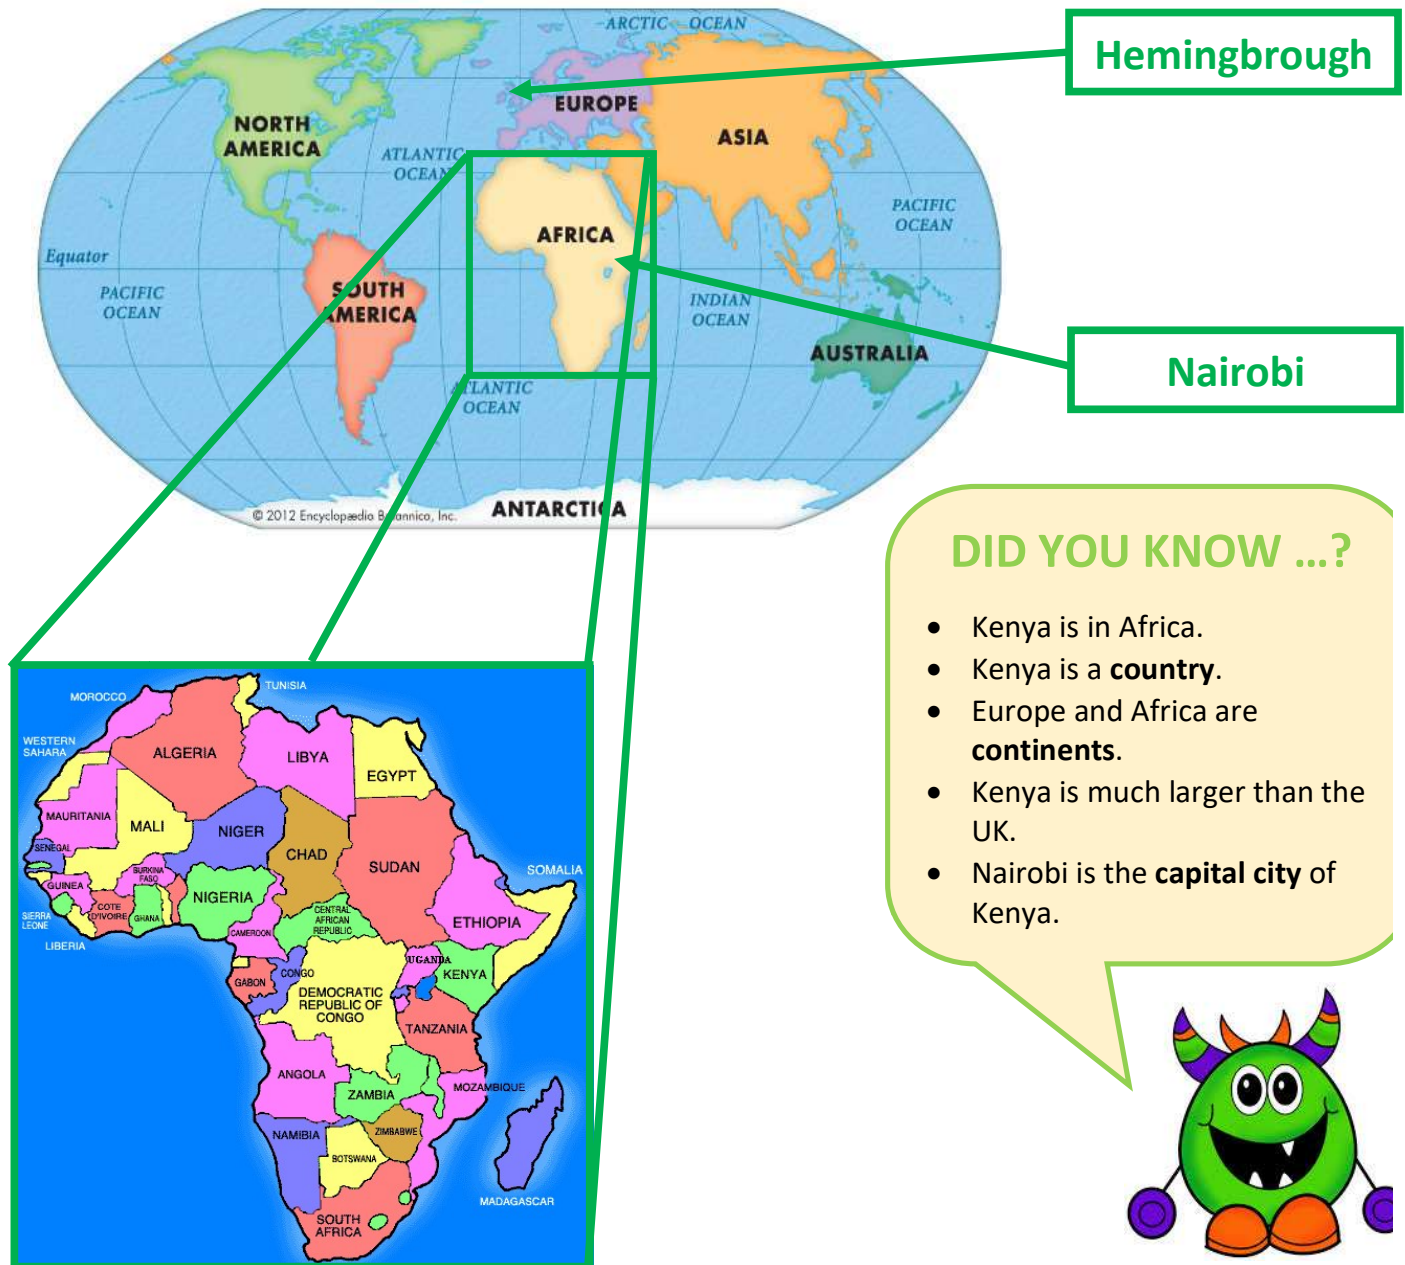 ARCTIC OCEAN
Hemingbrough
EUROPE
NORTH
AMERICA
ASIA
ATLANTIC
OCEAN
PACIFIC
OCEAN
AFRICA
Equator
SOUTH
AMERICA
PACIFIC
OCEAN
INDIAN
OCEAN
AUSTRALIA
Nairobi
ATLANTIC
OCEAN
ANTARCTICA
© 2012 Encyclopædia Britannica, Inc.
DID YOU KNOW ...?
• Kenya is in Africa.
• Kenya is a country.
• Europe and Africa are
continents.
• Kenya is much larger than the
UK.
• Nairobi is the capital city of
Kenya.
TUNISIA
MOROCCO
WESTERN
SAHARA
ALGERIA
LIBYA
EGYPT
MAURITANIA
MALI
NIGER
CHAD
SUDAN
SENEGAL
BURKINA
FASO
SOMALIA
GUINEA
NIGERIA
COTE
D'IVOIRE
GHANA
SIERRA
LEONE
LIBERIA
CENTRAL
AFRICAN
REPUBLIC
ETHIOPIA
CAMEROON
UGANDA
KENYA
GABON
CONGO
DEMOCRATIC
REPUBLIC OF
CONGO
TANZANIA
ANGOLA
ZAMBIA
MOZAMBIQUE
NAMIBIA
ZIMBABWE
BOTSWANA
MADAGASCAR
SOUTH
AFRICA